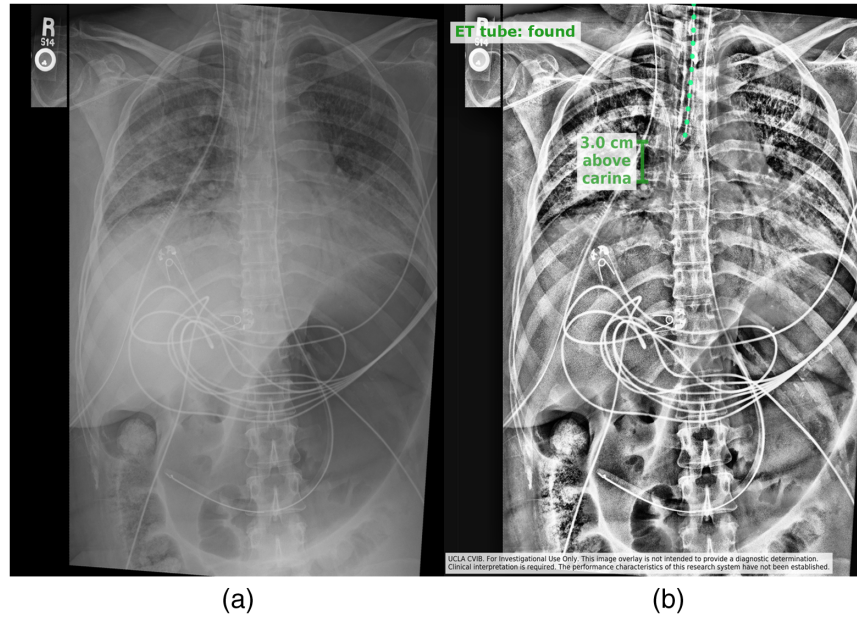 R
S14
ET tube: found
3.0 cm
above
carina
UCLA CVIB. For Investigational Use Only. This image overlay is not intended to provide a diagnostic determination.
Clinical interpretation is required. The performance characteristics of this research system have not been established.
(a)
(b)